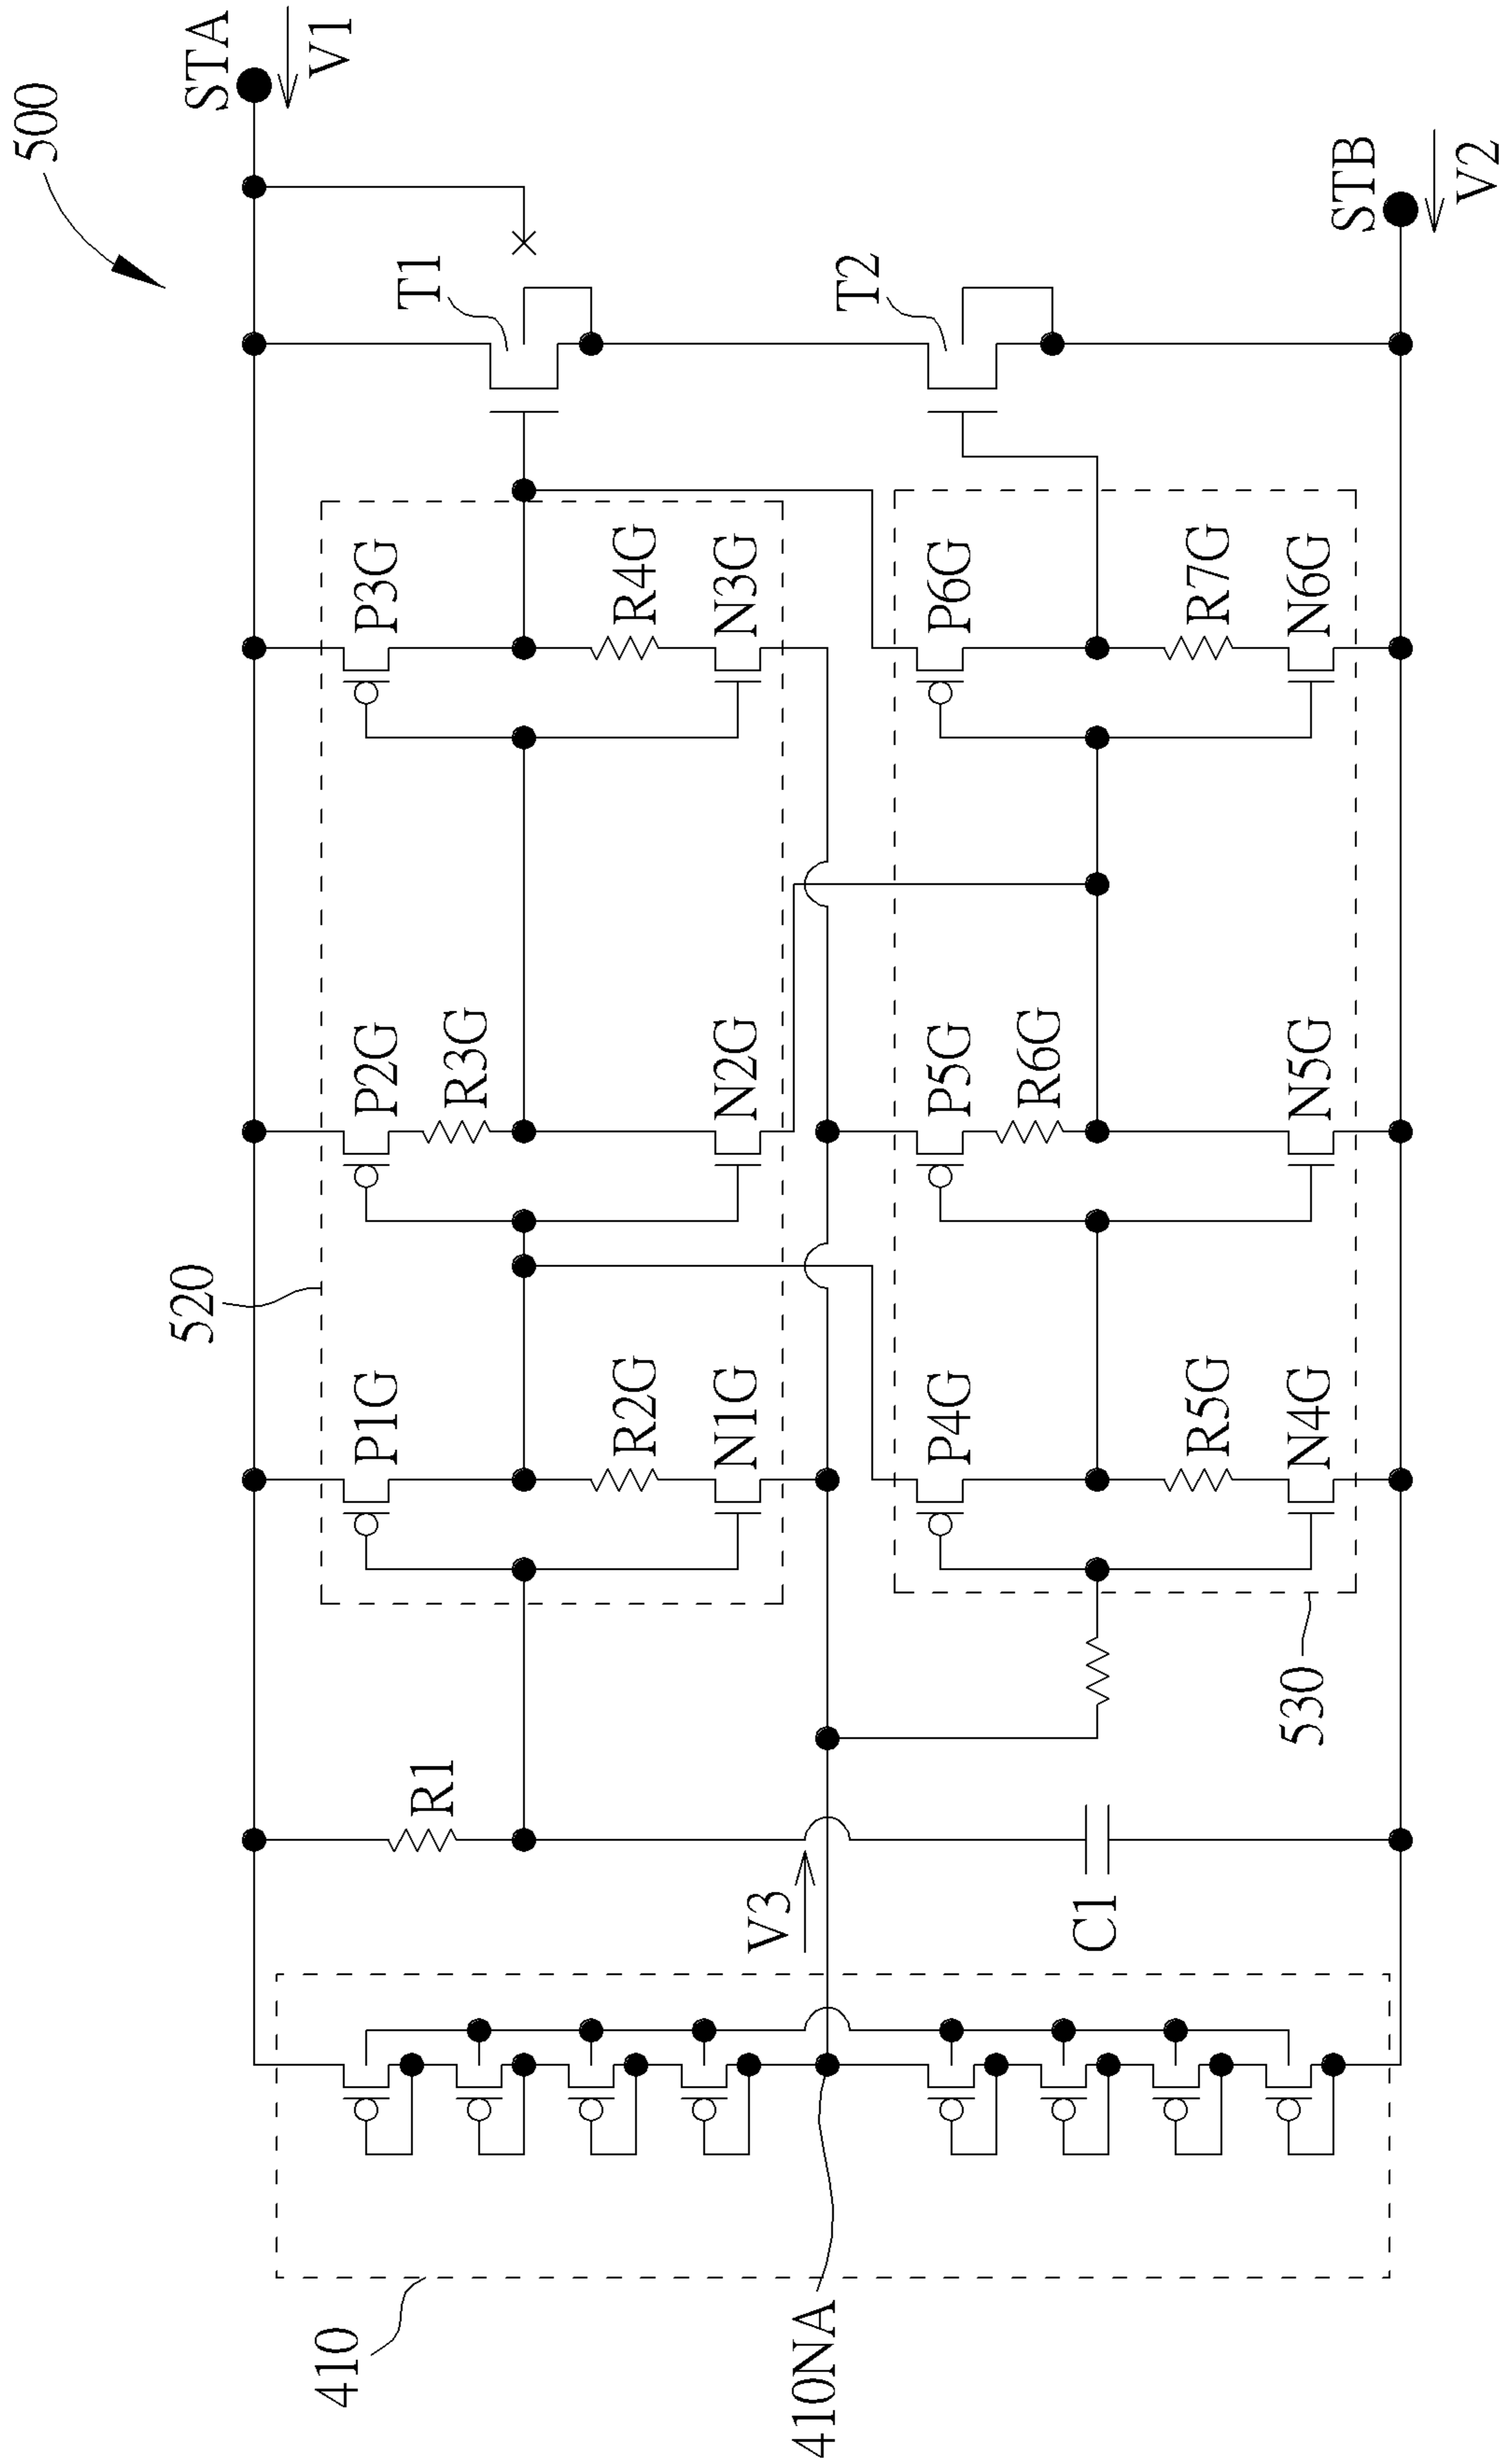 500
STA
V1
T1
T2
STB
V2
P3G
R4G
N3G
P6G
R7G
N6G
P2G
R3G
N2G
P5G
R6G
N5G
520
P1G
R2G
N1G
P4G
R5G
N4G
530
R1
V3
C1
410
410NA